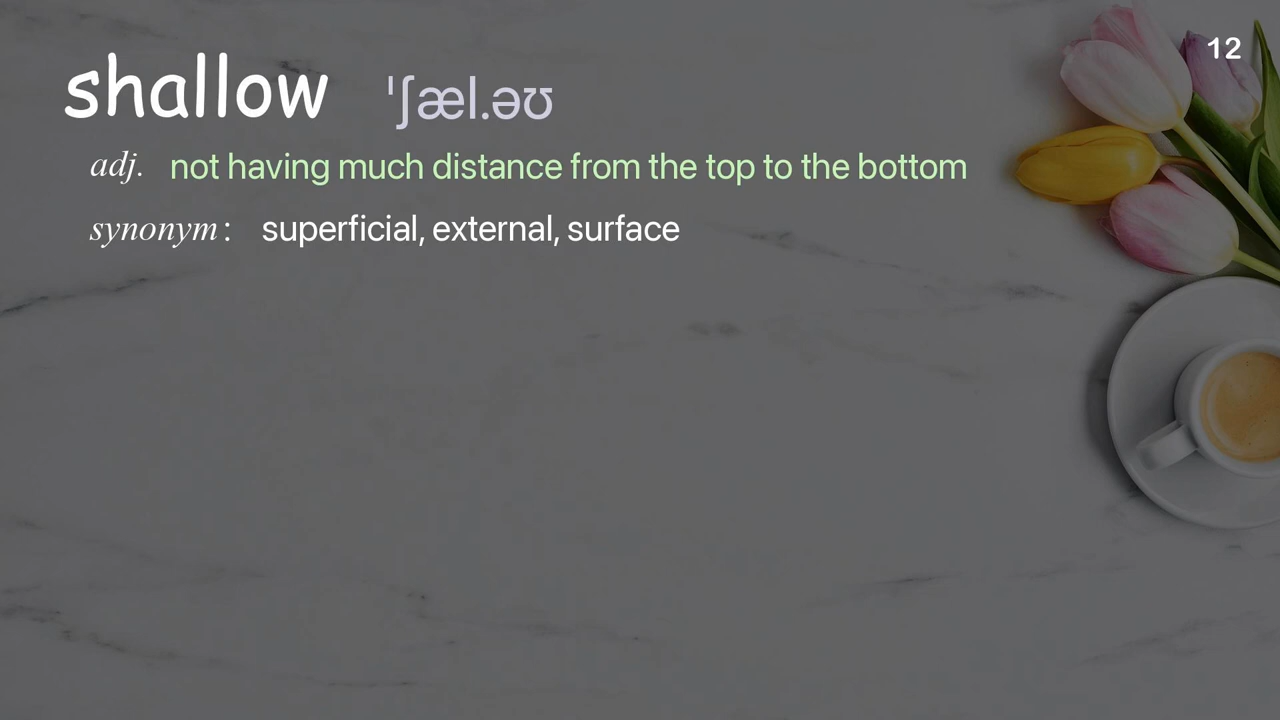 12
shallow ˈʃæl.əʊ
adj. not having much distance from the top to the bottom
synonym: superficial, external, surface